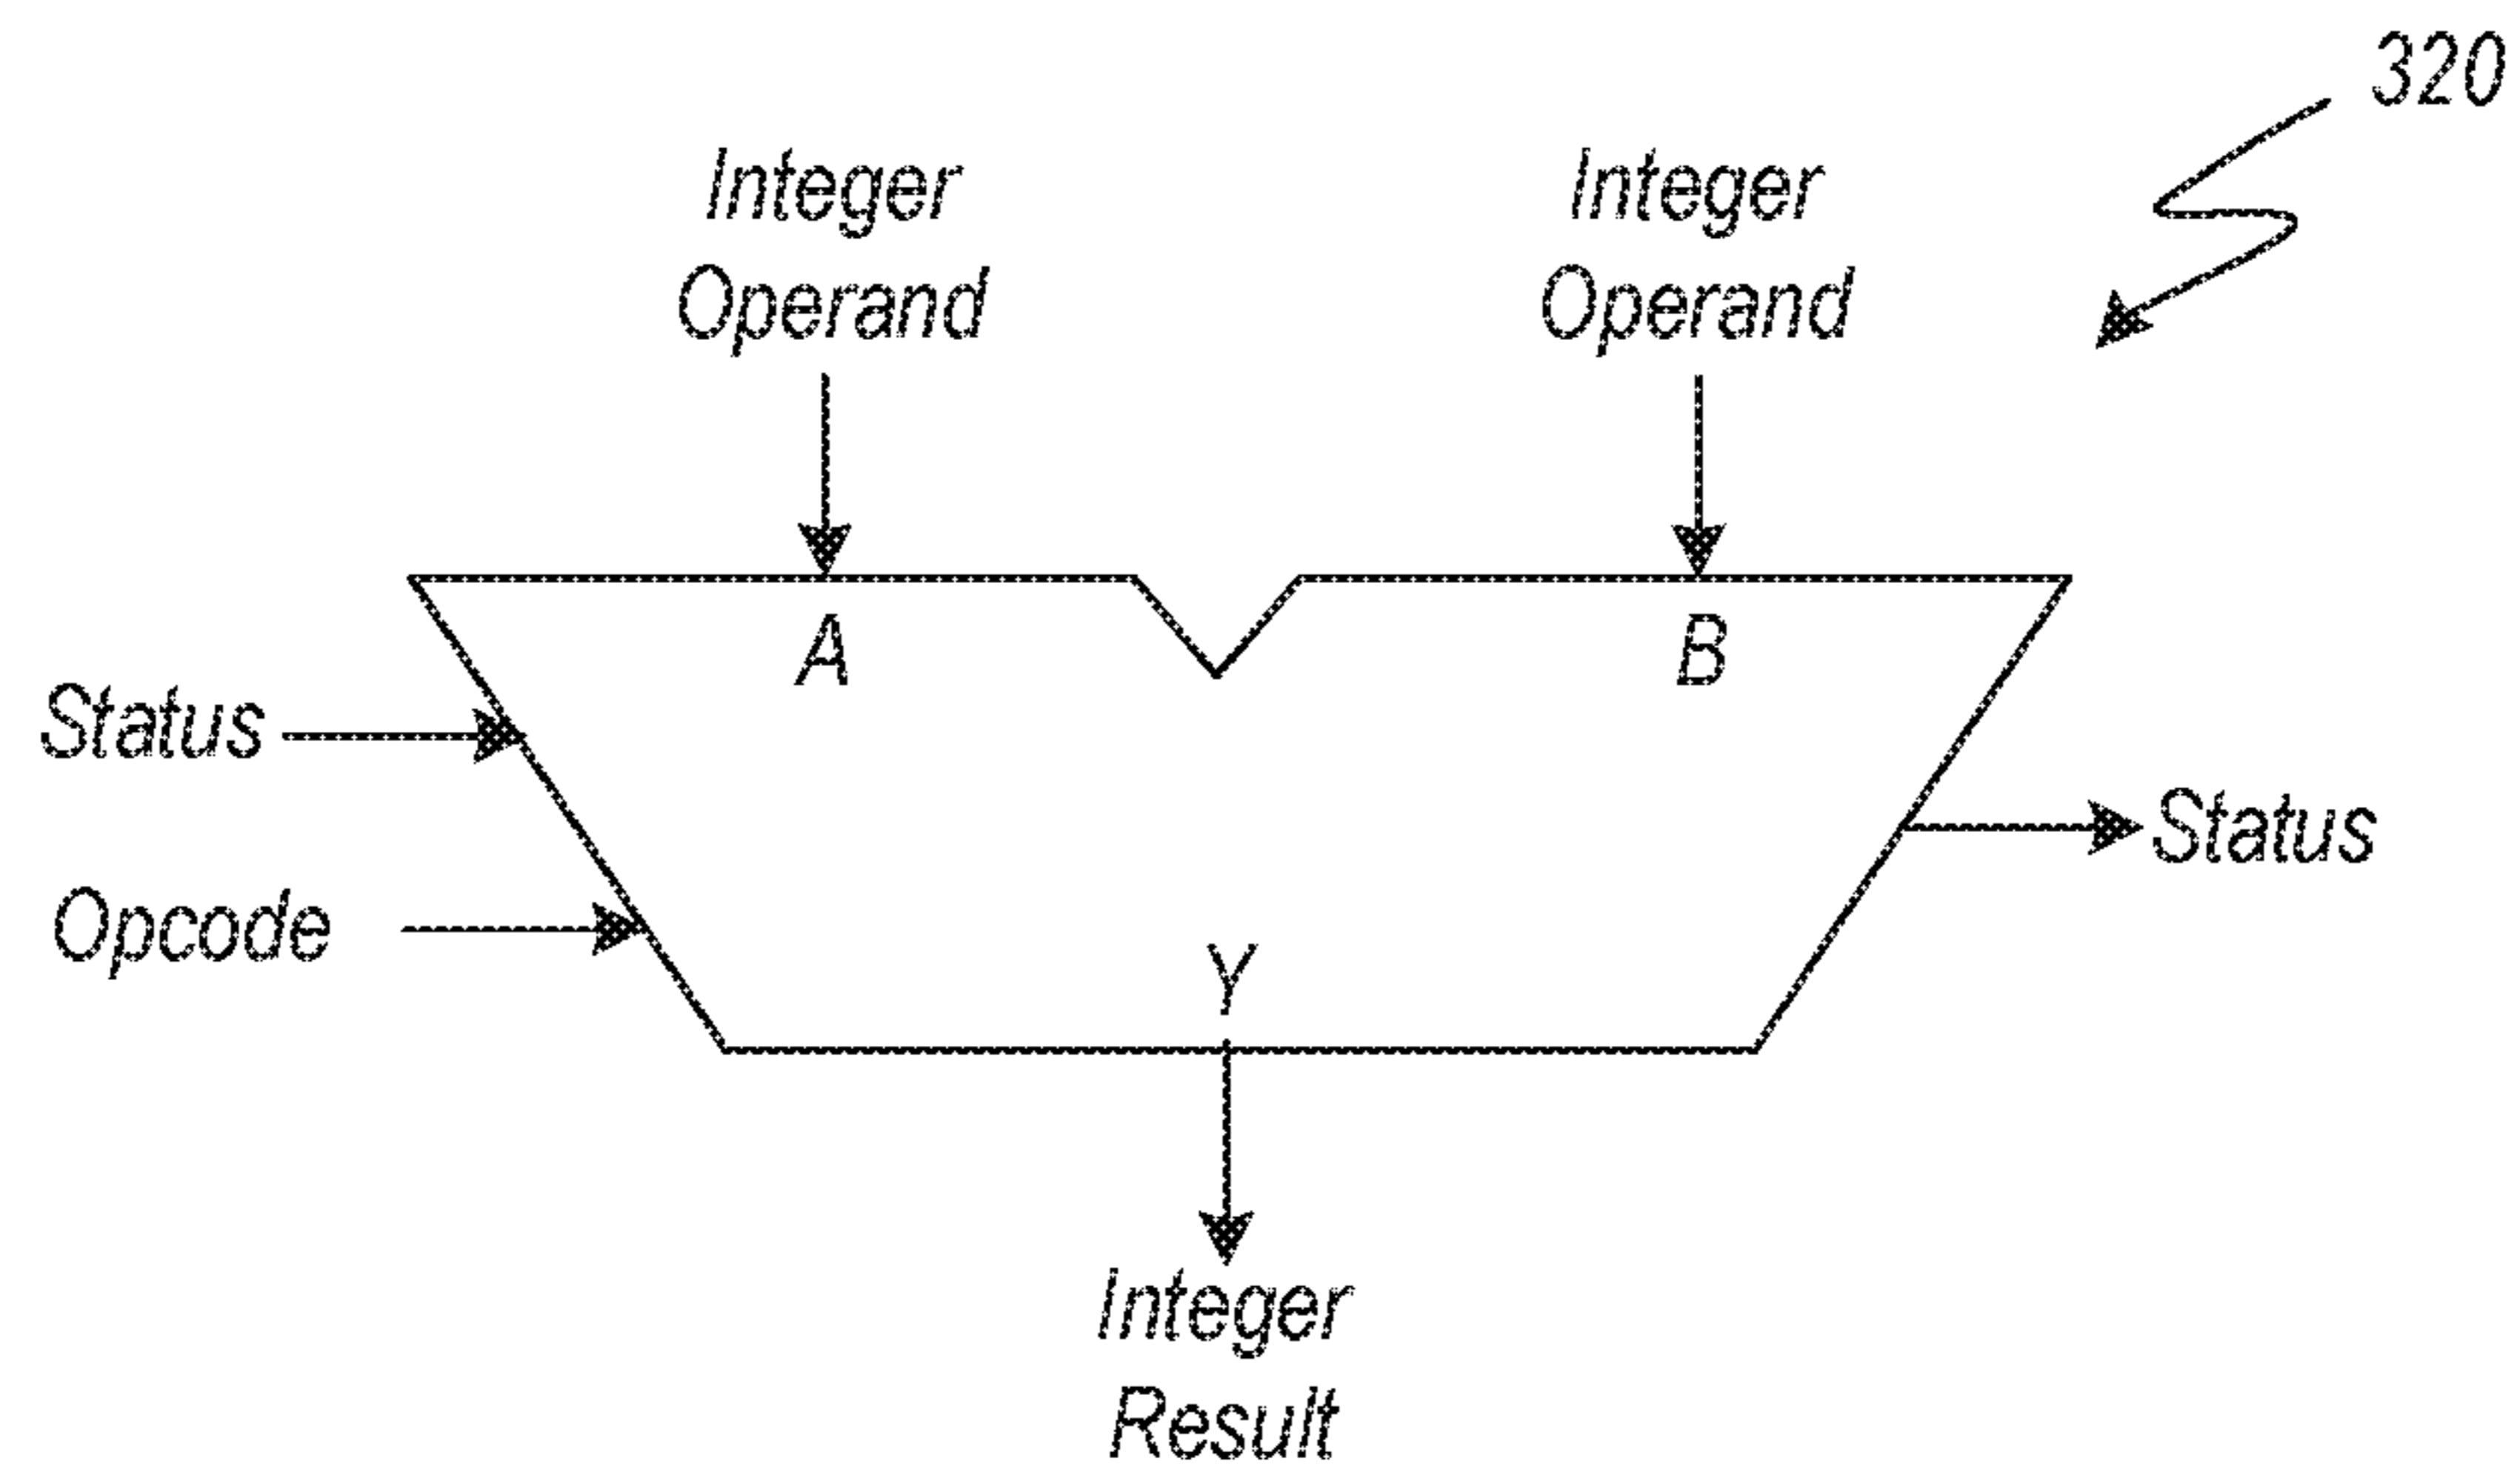 320
Integer
Operand
Integer
Operand
A
B
Status
Status
Opcode
Y
Integer
Result